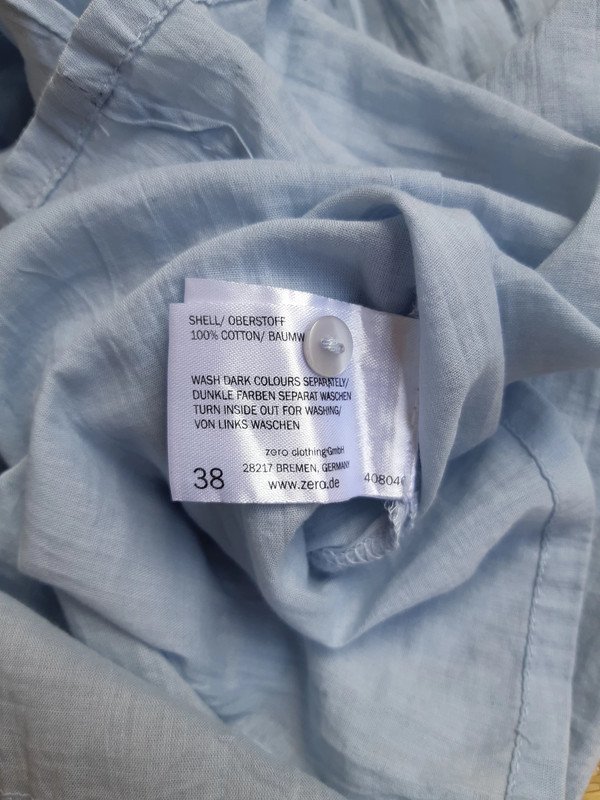 SHELL/ OBERSTOFF
100% COTTON/ BAUMW
WASH DARK COLOURS SEPARATELY/
DUNKLE FARBEN SEPARAT WASCHEN
TURN INSIDE OUT FOR WASHING/
VON LINKS WASCHEN
zero clothing GmbH
28217 BREMEN, GERMANY
38 www.zero.de 40804